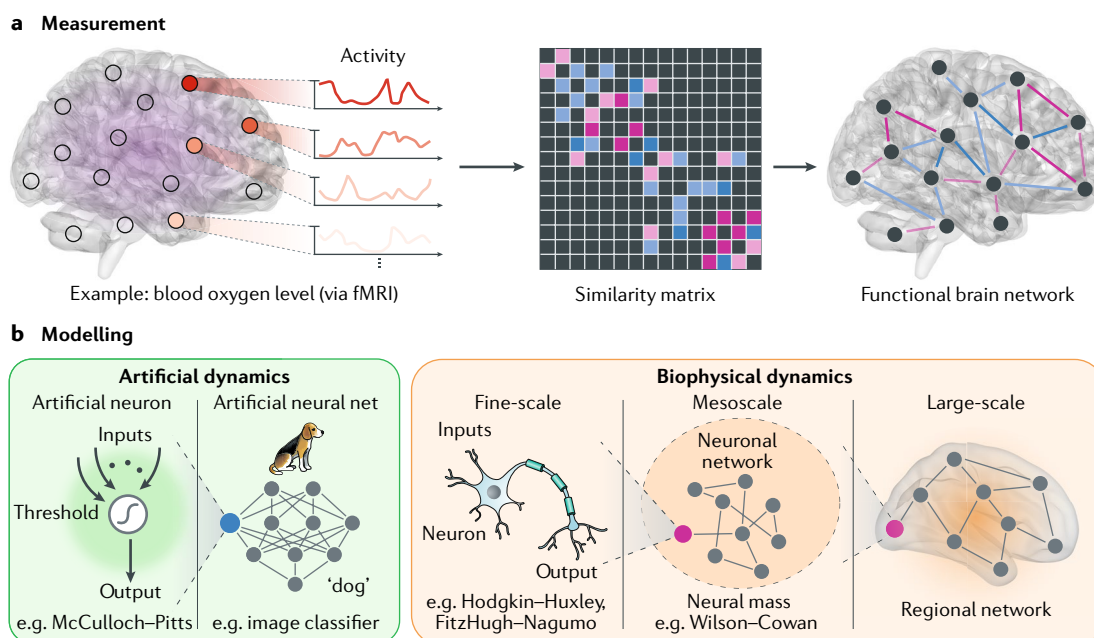 a Measurement
Activity
Example: blood oxygen level (via fMRI)
Similarity matrix
Functional brain network
b Modelling
Artificial dynamics
Artificial neuron
Inputs
Threshold
Output
e.g. McCulloch–Pitts
Artificial neural net
'dog'
e.g. image classifier
Biophysical dynamics
Fine-scale
Inputs
Neuron
Output
e.g. Hodgkin–Huxley,
FitzHugh–Nagumo
Mesoscale
Neuronal
network
Neural mass
e.g. Wilson–Cowan
Large-scale
Regional network